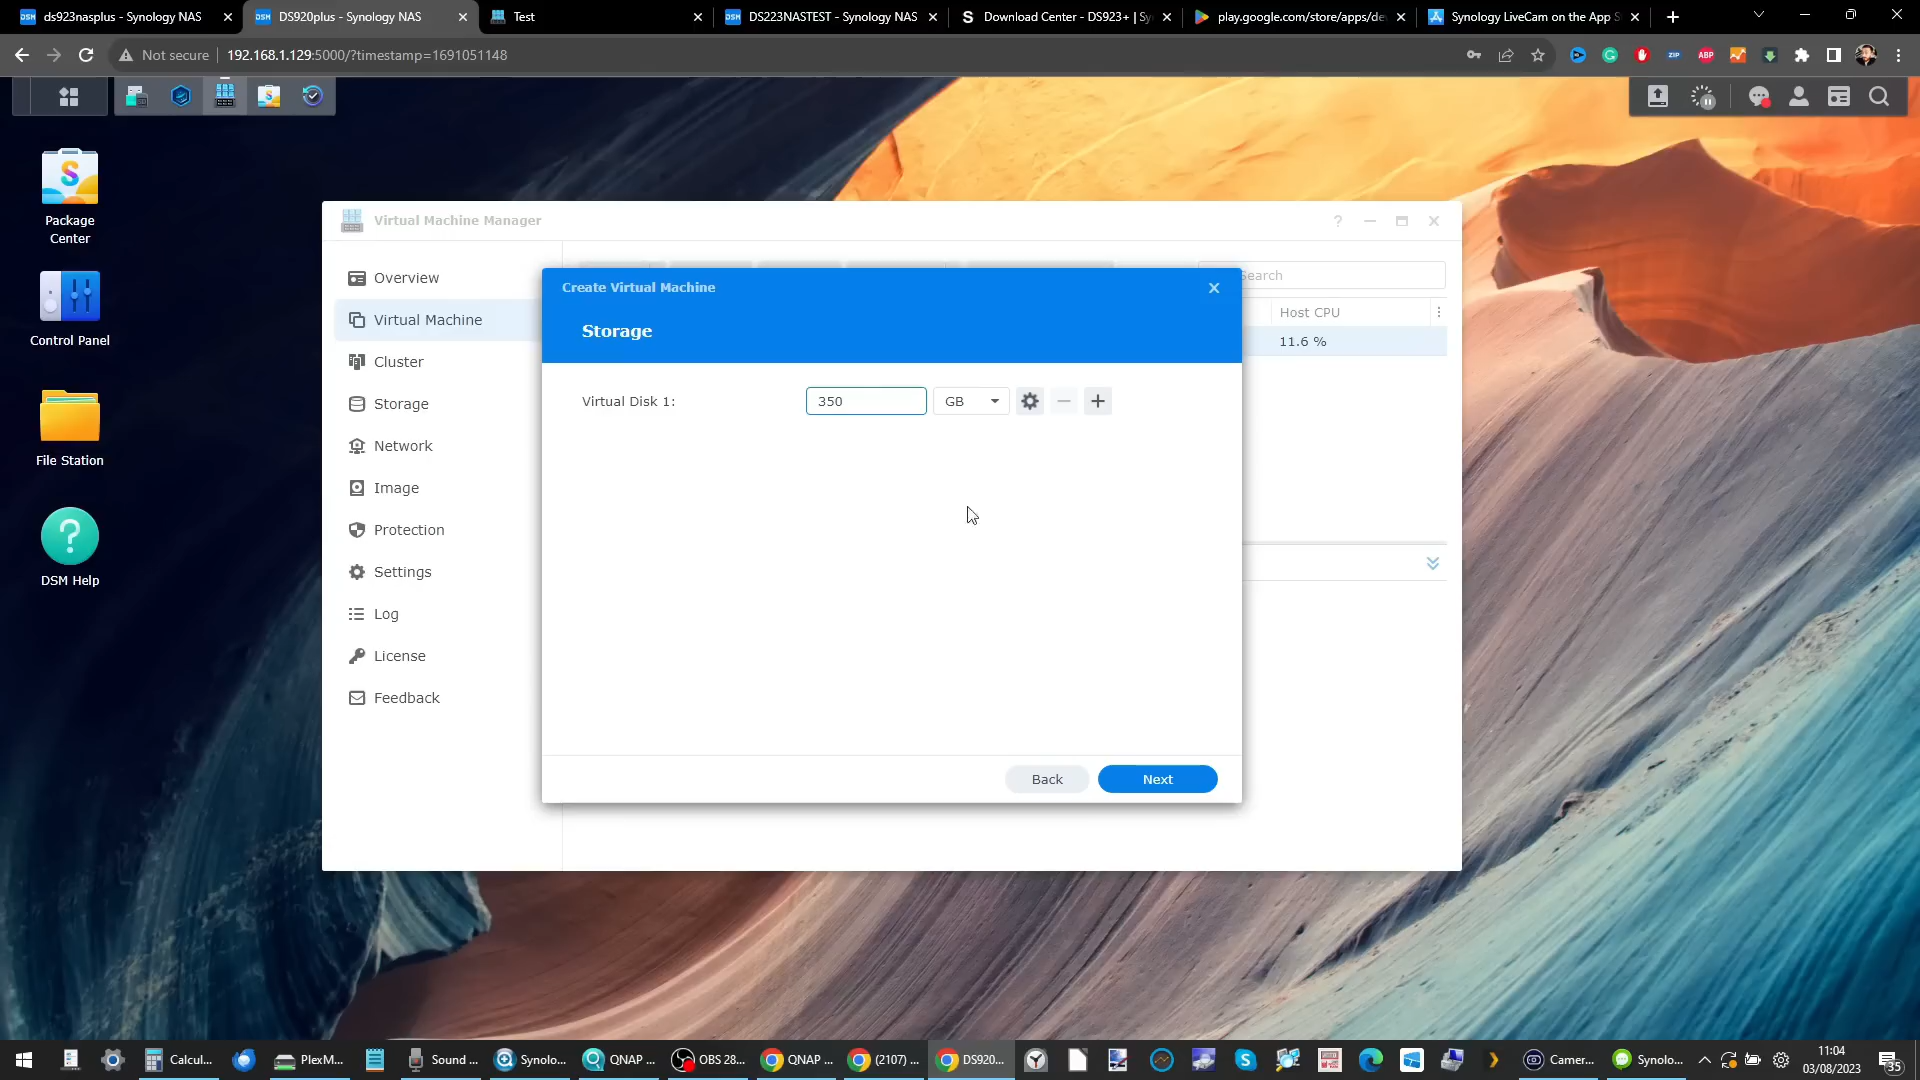 ds923nasplus - Synology NAS
DS920plus - Synology NAS
Test
DS223NASTEST - Synology NAS
Download Center - DS923+ | Sy
play.google.com/store/apps/de
Synology LiveCam on the App S
Not secure
192.168.1.129:5000/?timestamp=1691051148
Package
Center
Control Panel
File Station
DSM Help
Virtual Machine Manager
Overview
Virtual Machine
Cluster
Storage
Network
Image
Protection
Settings
Log
License
Feedback
Search
Host CPU
11.6 %
Create Virtual Machine
Storage
Virtual Disk 1:
350
GB
Back
Next
Calcul...
PlexM...
Sound ...
Synolo...
QNAP ...
OBS 28...
QNAP ...
(2107) ...
DS920...
Camer...
Synolo...
11:04
03/08/2023
35